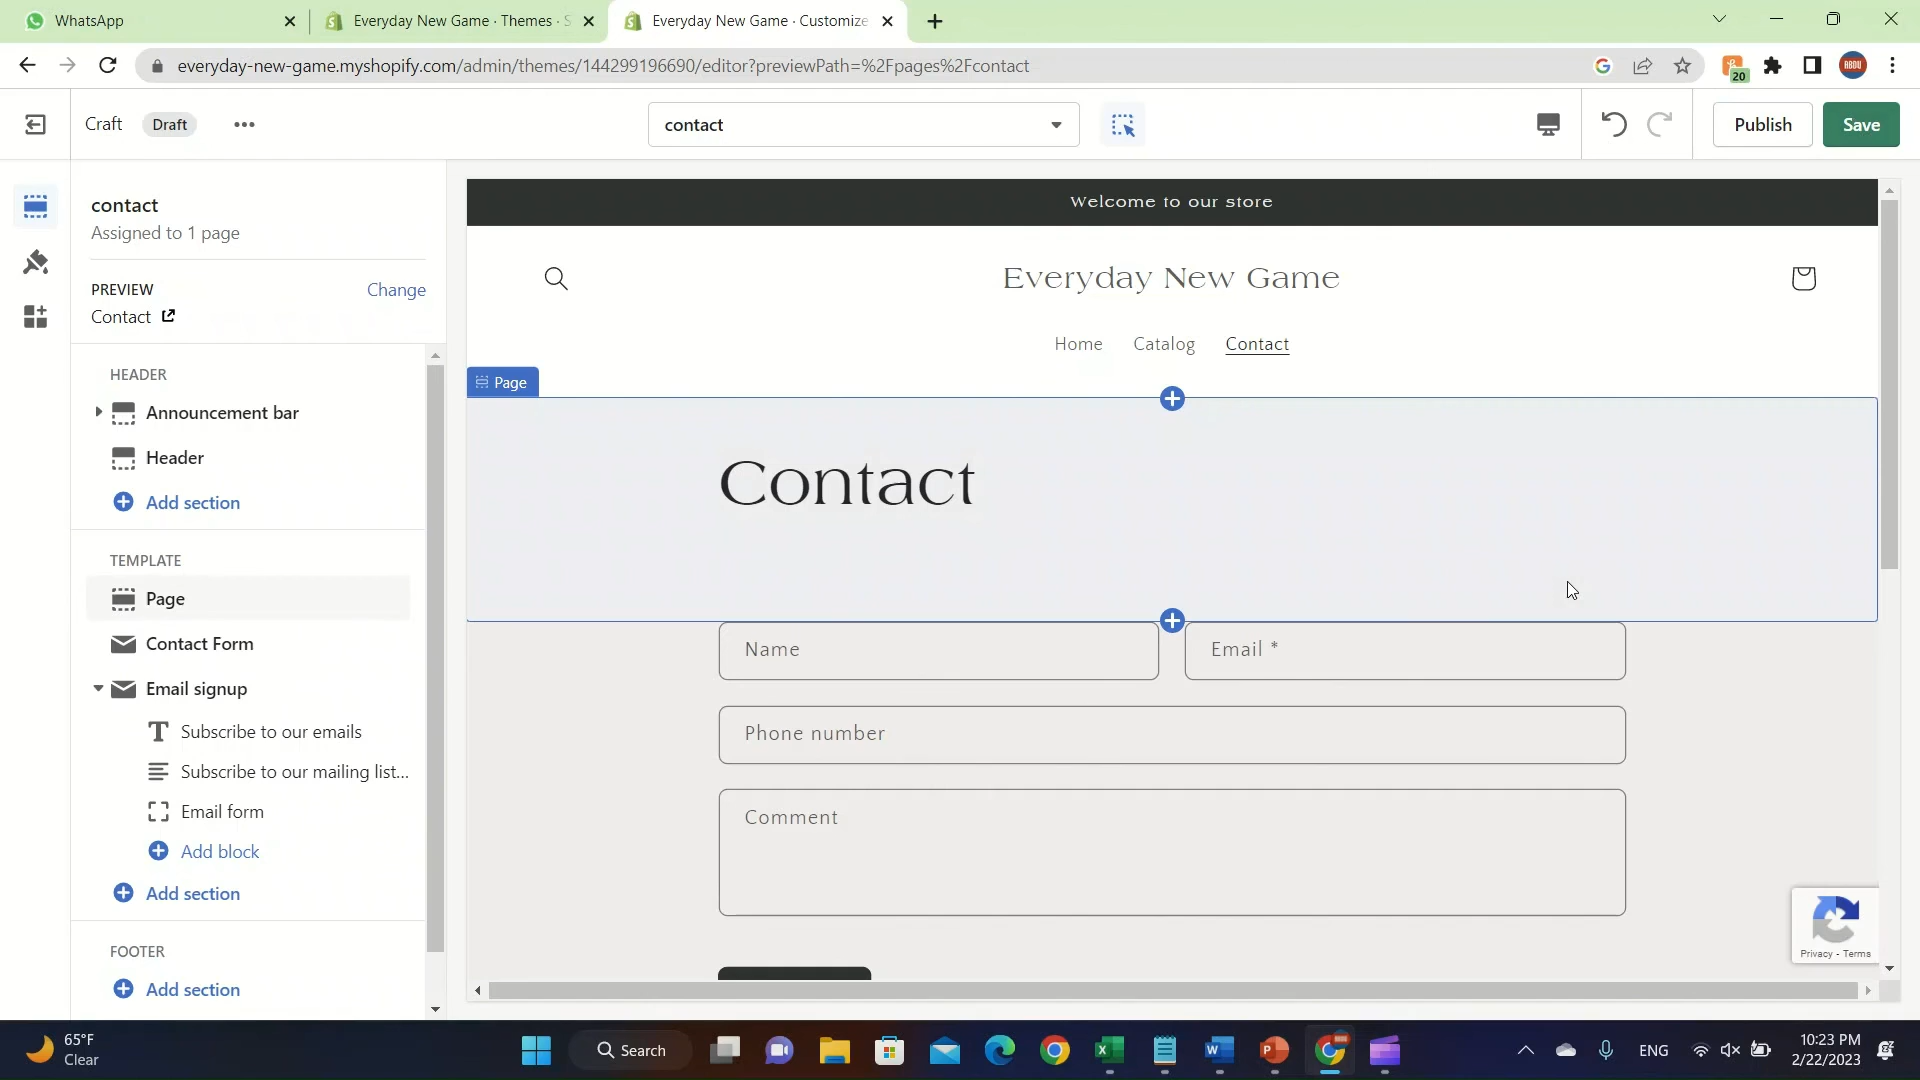 WhatsApp
Everyday New Game · Themes · S
Everyday New Game · Customize
everyday-new-game.myshopify.com/admin/themes/144299196690/editor?previewPath=%2Fpages%2Fcontact
20
ABDU
Craft
Draft
contact
Publish
Save
contact
Assigned to 1 page
PREVIEW
Change
Contact
HEADER
Announcement bar
Header
Add section
TEMPLATE
Page
Contact Form
Email signup
Subscribe to our emails
Subscribe to our mailing list...
Email form
Add block
Add section
FOOTER
Add section
Welcome to our store
Everyday New Game
Home
Catalog
Contact
Page
Contact
Name
Email *
Phone number
Comment
Privacy - Terms
65°F
Clear
Search
ENG
10:23 PM
2/22/2023